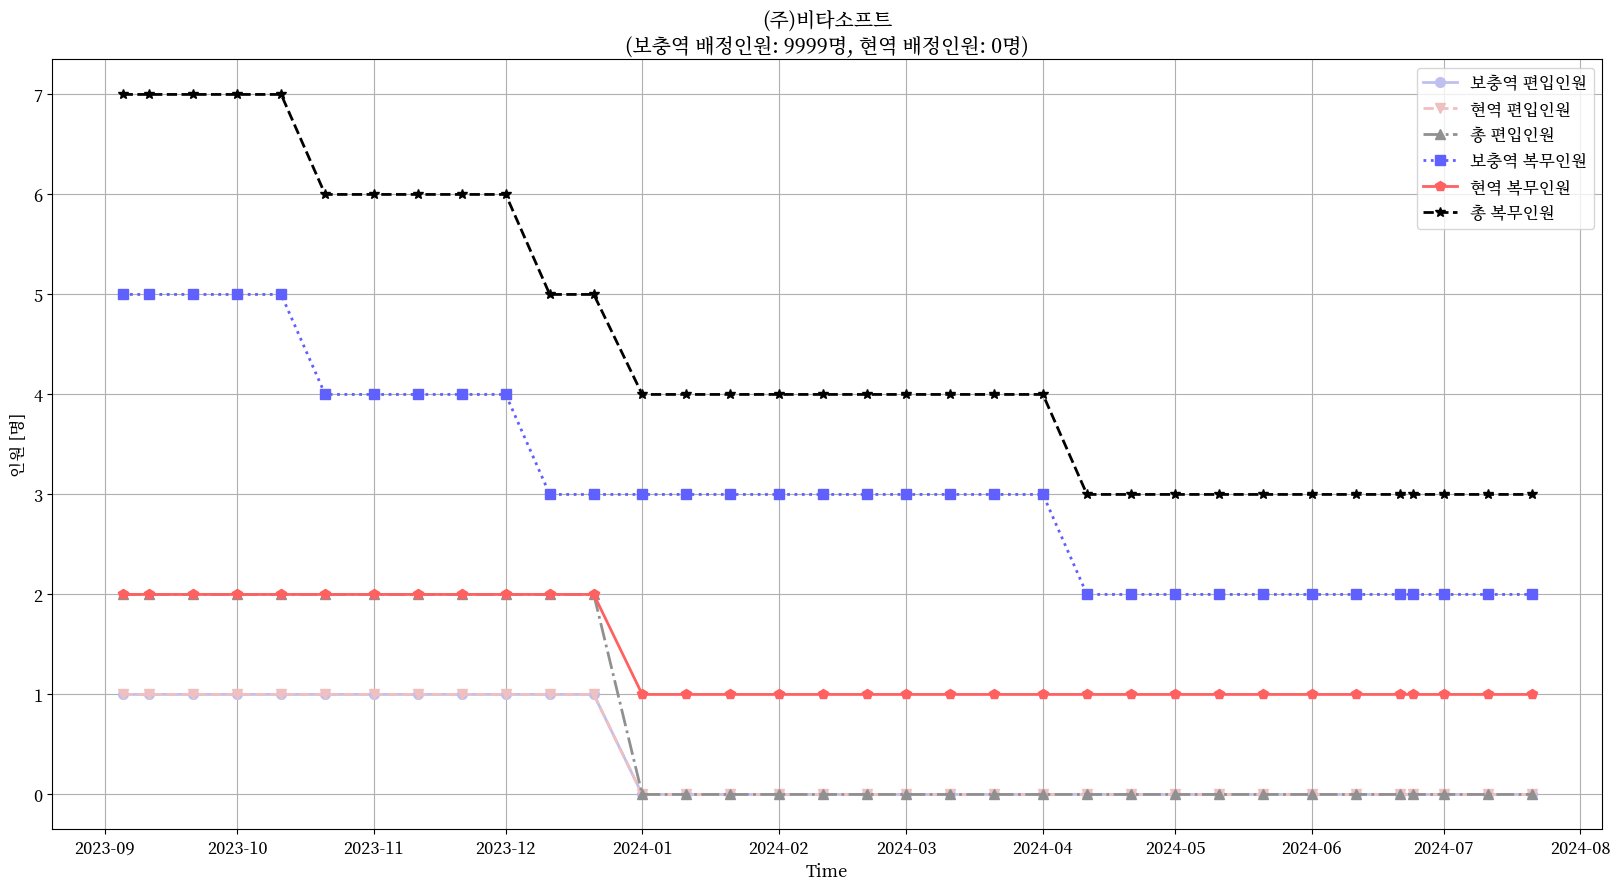 (주)비타소프트
(보충역 배정인원: 9999명, 현역 배정인원: 0명)
보충역 편입인원
현역 편입인원
총 편입인원
보충역 복무인원
현역 복무인원
총 복무인원
7
6
5
4
3
2
1
0
인원 [명]
2023-09 2023-10 2023-11 2023-12 2024-01 2024-02 2024-03 2024-04 2024-05 2024-06 2024-07 2024-08
Time